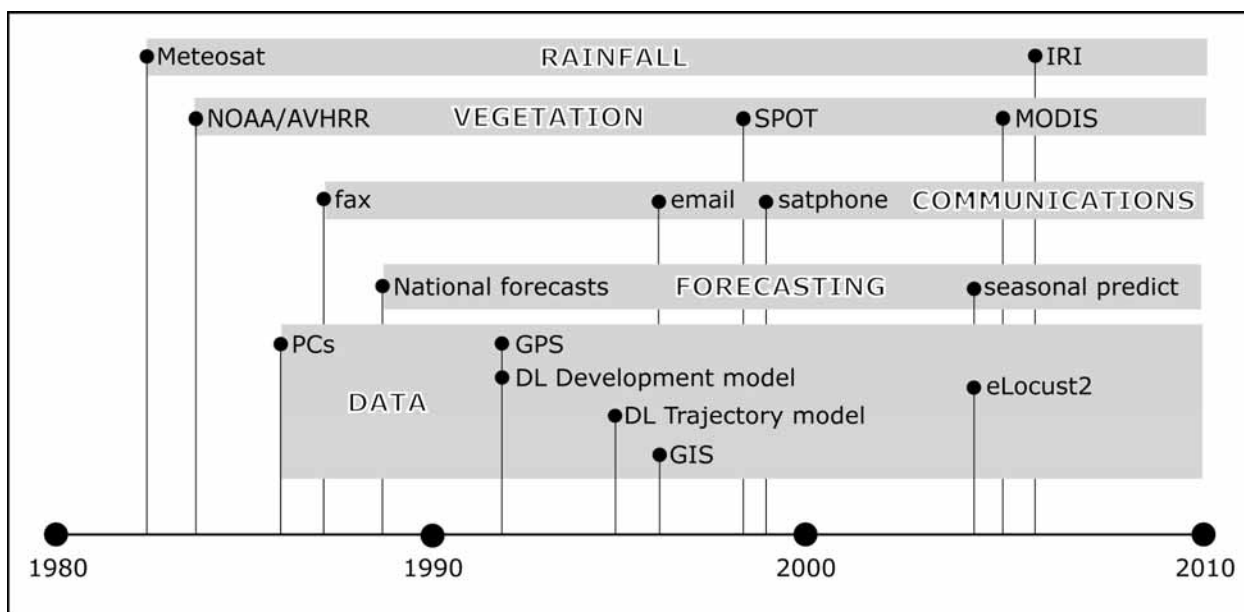 Meteosat RAINFALL IRI
NOAA/AVHRR VEGETATION SPOT MODIS
fax email satphone COMMUNICATIONS
National forecasts FORECASTING seasonal predict
PCs GPS
DL Development model
eLocust2
DATA
DL Trajectory model
GIS
1980 1990 2000 2010